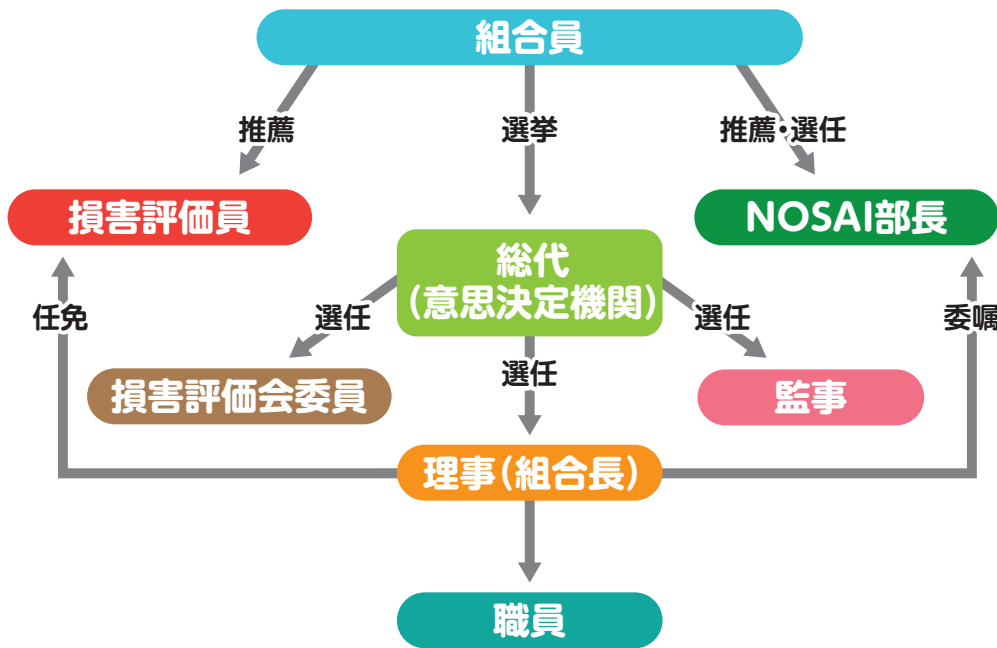 組合員
推薦
選挙
推薦・選任
損害評価員
NOSAI部長
総代
(意思決定機関)
任免
選任
選任
委嘱
選任
損害評価会委員
監事
理事(組合長)
職員